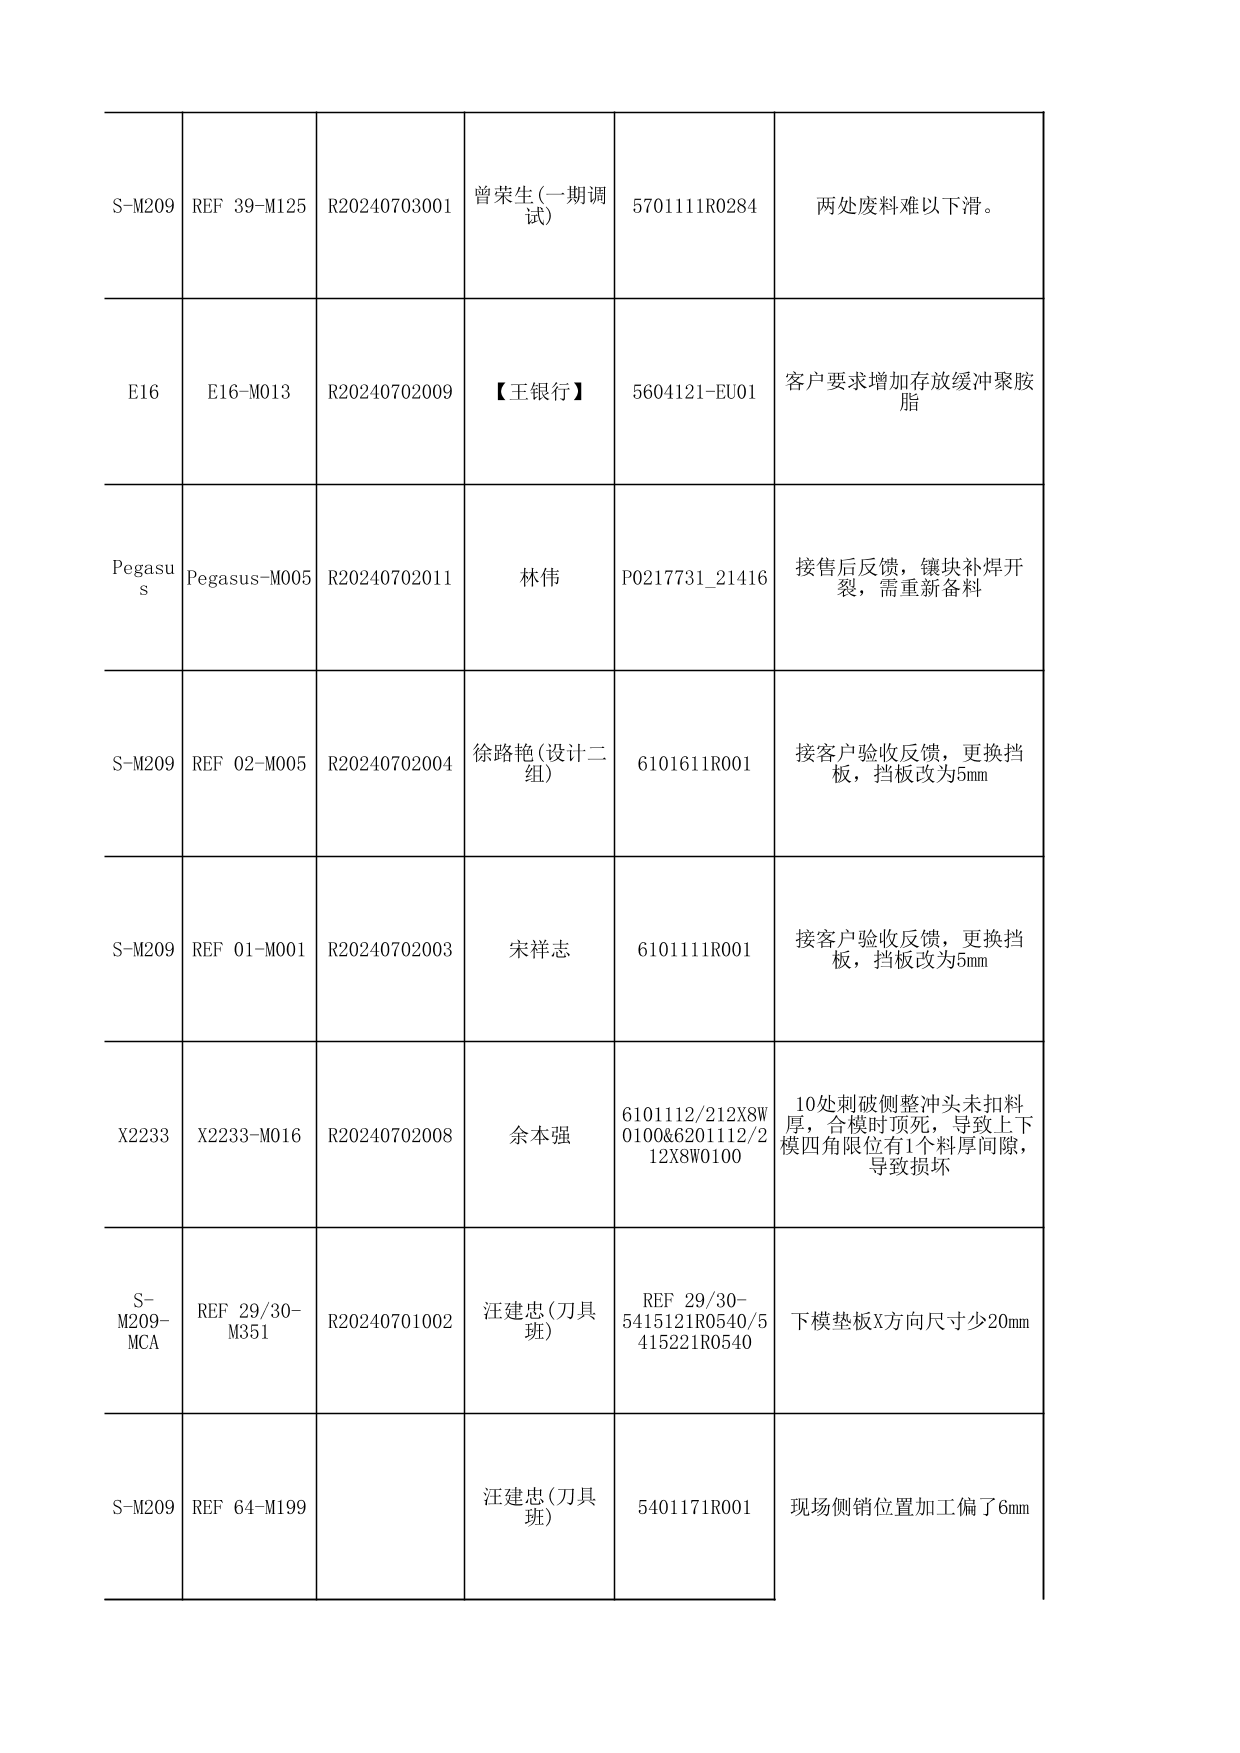 S-M209 REF 39-M125 R20240703001 曾荣生(一期调
试) 5701111R0284 两处废料难以下滑。
E16 E16-M013 R20240702009 【王银行】 5604121-EU01 客户要求增加存放缓冲聚胺
脂
Pegasu
s Pegasus-M005 R20240702011 林伟 P0217731_21416 接售后反馈，镶块补焊开
裂，需重新备料
S-M209 REF 02-M005 R20240702004 徐路艳(设计二
组) 6101611R001 接客户验收反馈，更换挡
板，挡板改为5mm
S-M209 REF 01-M001 R20240702003 宋祥志 6101111R001 接客户验收反馈，更换挡
板，挡板改为5mm
X2233 X2233-M016 R20240702008 余本强 6101112/212X8W
0100&6201112/2
12X8W0100 10处刺破侧整冲头未扣料
厚，合模时顶死，导致上下
模四角限位有1个料厚间隙，
导致损坏
S-
M209-
MCA REF 29/30-
M351 R20240701002 汪建忠(刀具
班) REF 29/30-
5415121R0540/5
415221R0540 下模垫板X方向尺寸少20mm
S-M209 REF 64-M199 汪建忠(刀具
班) 5401171R001 现场侧销位置加工偏了6mm